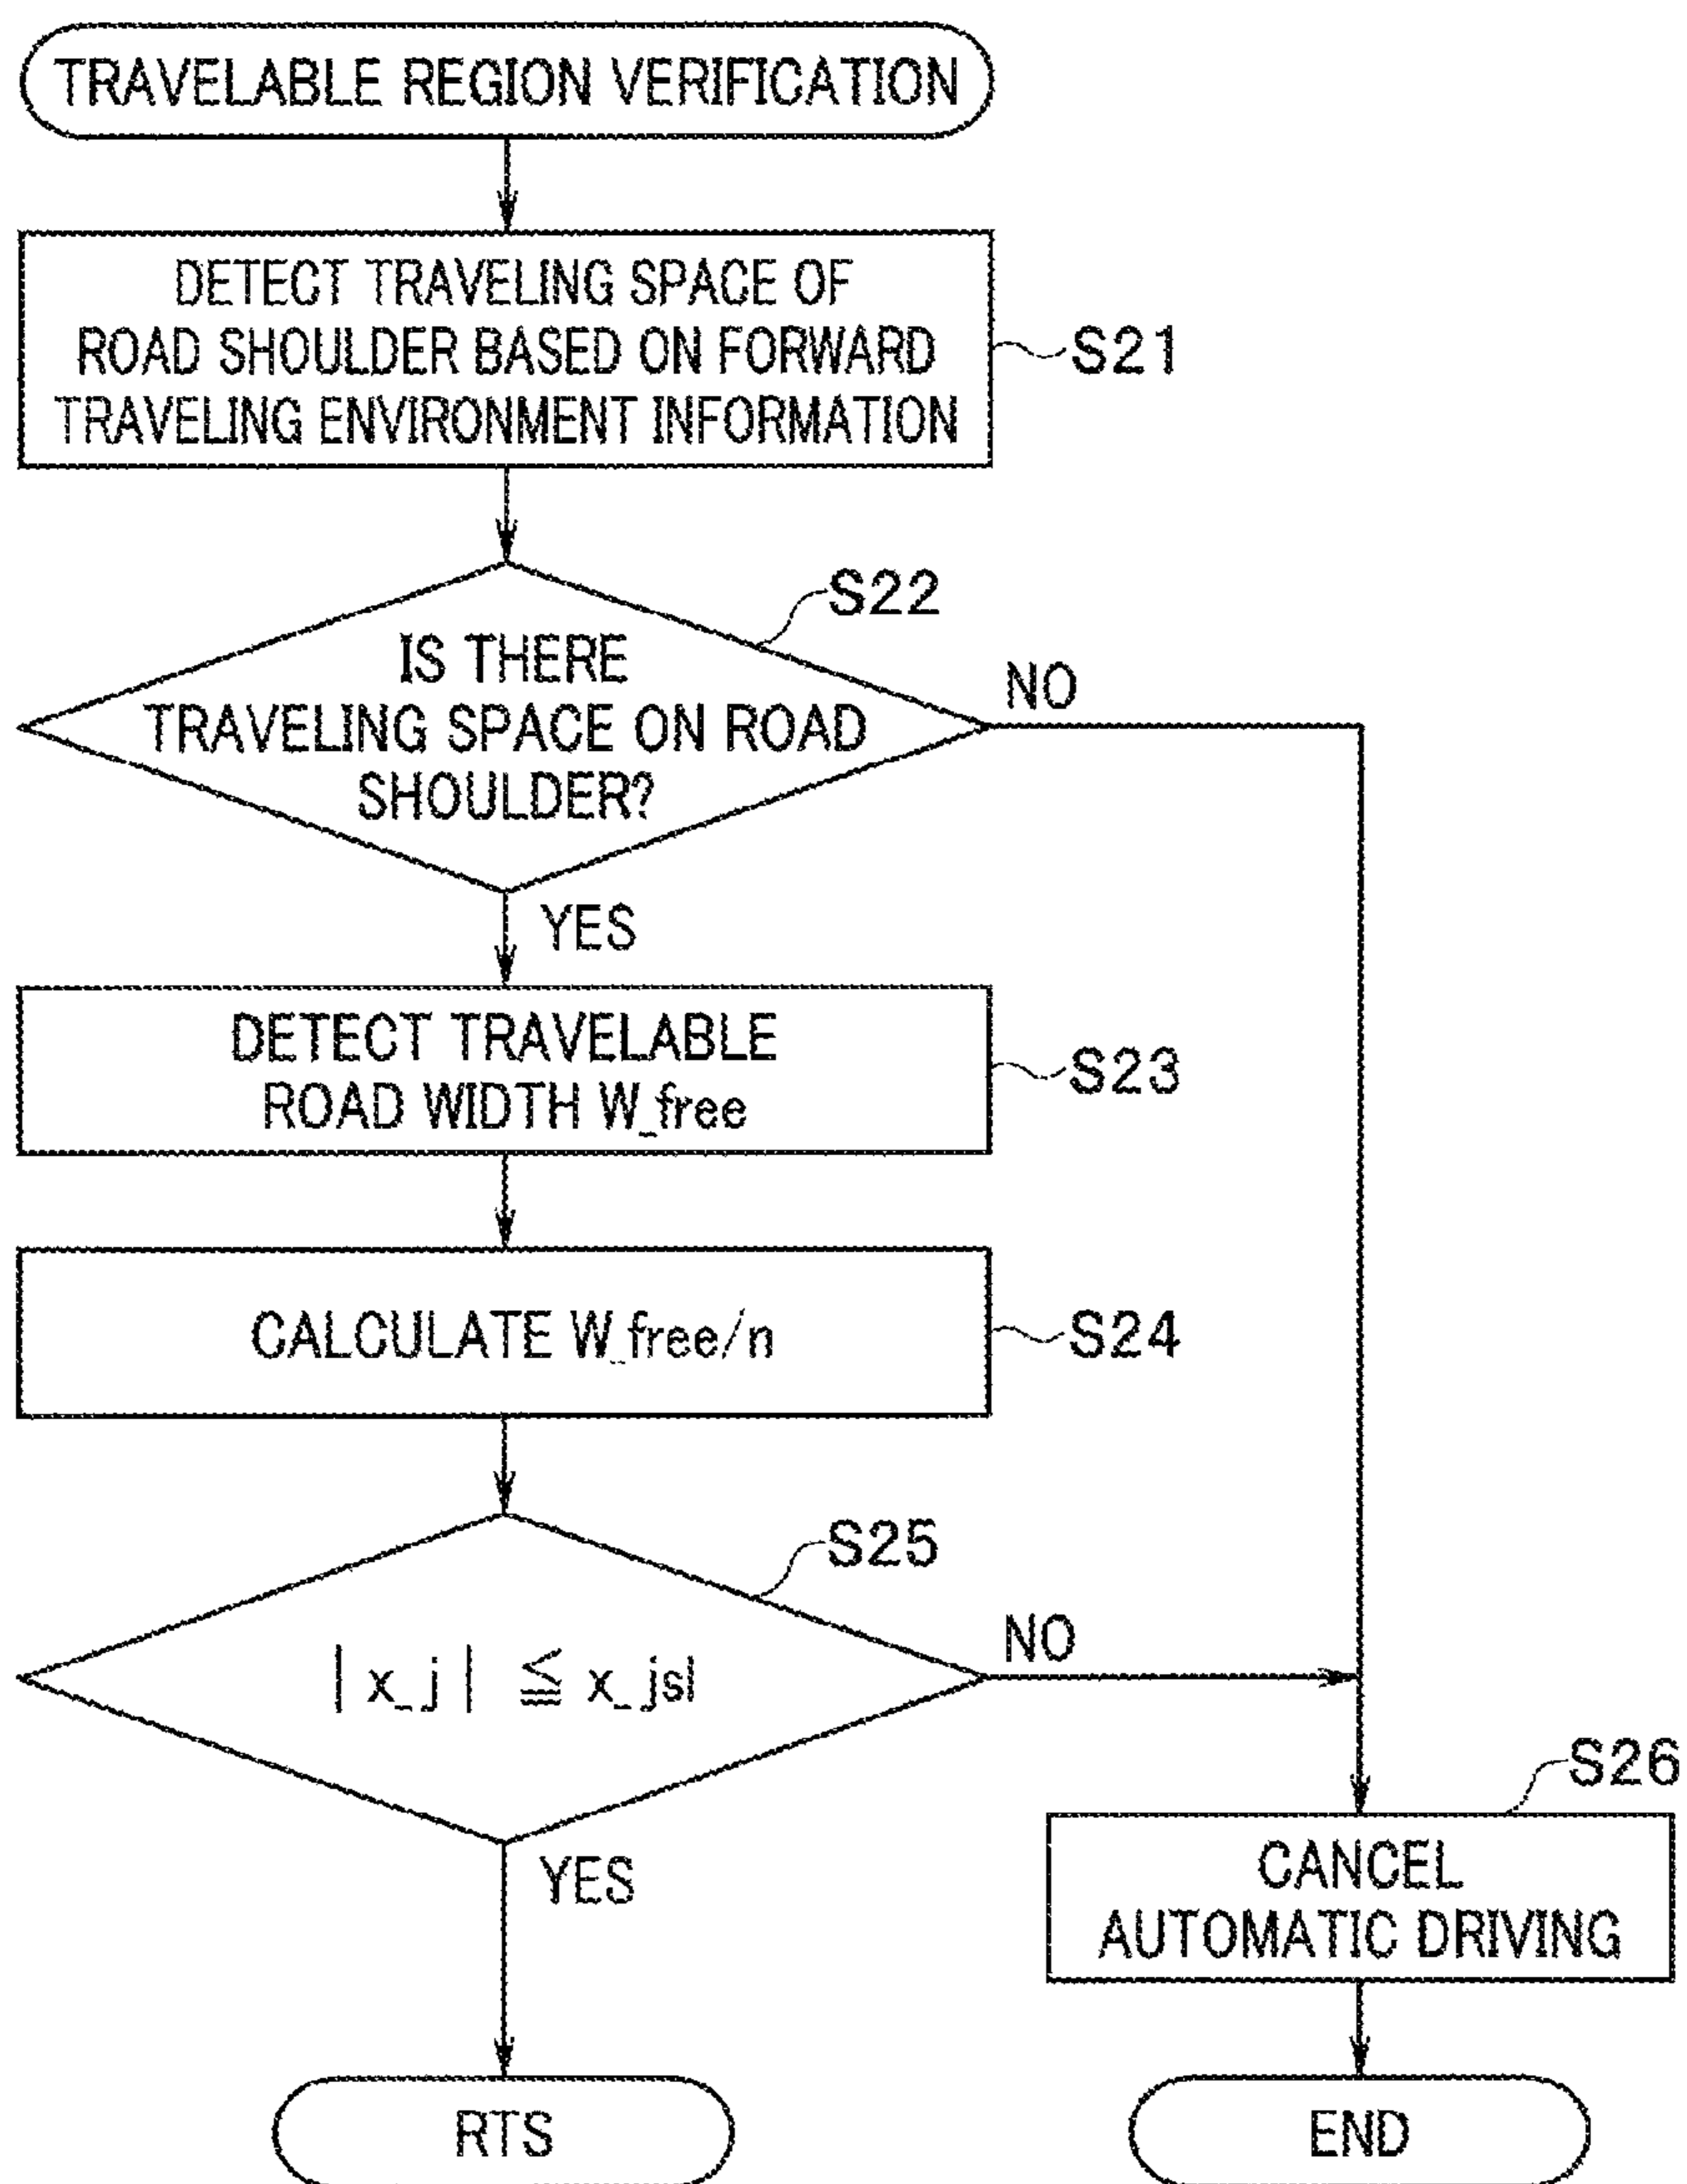 TRAVELABLE REGION VERIFICATION
DETECT TRAVELING SPACE OF
ROAD SHOULDER BASED ON FORWARD
TRAVELING ENVIRONMENT INFORMATION
S21
S22
IS THERE
TRAVELING SPACE ON ROAD
SHOULDER?
NO
YES
DETECT TRAVELABLE
ROAD WIDTH W_free
S23
CALCULATE W_free/n
S24
S25
| x_j | ≦ x_jsl
NO
YES
S26
CANCEL
AUTOMATIC DRIVING
RTS
END